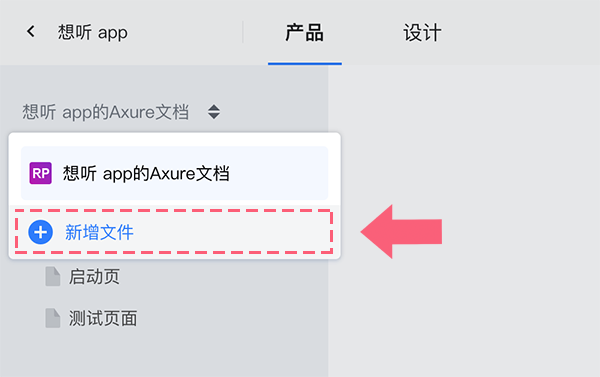 想听 app
产品
设计
想听 app的Axure文档
RP 想听 app的Axure文档
新增文件
启动页
测试页面